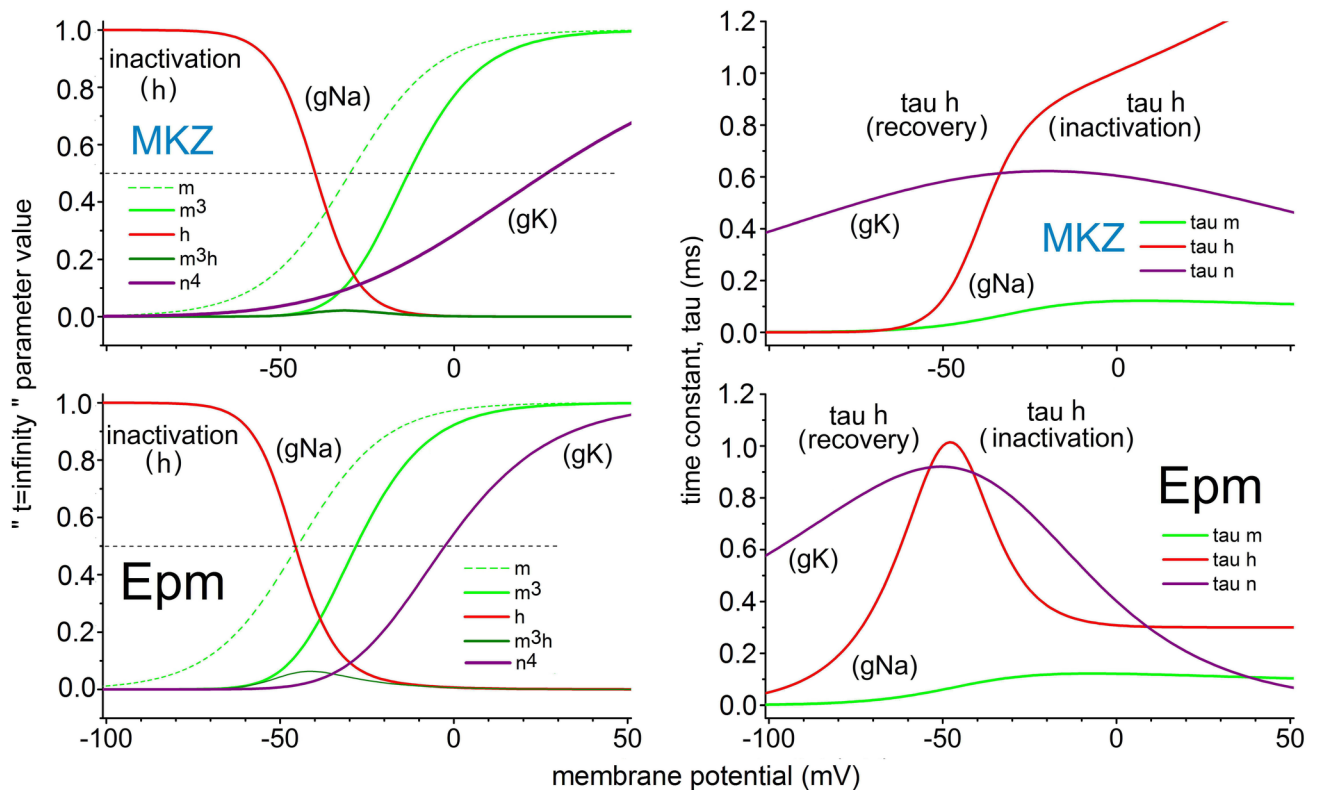 " t=infinity " parameter value
1.0
0.8
0.6
0.4
0.2
0.0
inactivation
(h)
(gNa)
MKZ
m
m³
h
m³h
n⁴
(gK)
-50
0
time constant, tau (ms)
1.2
1.0
0.8
0.6
0.4
0.2
0.0
tau h
(recovery)
tau h
(inactivation)
(gK)
MKZ
(gNa)
tau m
tau h
tau n
-50
0
1.0
0.8
0.6
0.4
0.2
0.0
inactivation
(h)
(gNa)
(gK)
Epm
m
m³
h
m³h
n⁴
-100
-50
0
50
1.2
1.0
0.8
0.6
0.4
0.2
0.0
tau h
(recovery)
tau h
(inactivation)
Epm
(gK)
(gNa)
tau m
tau h
tau n
-100
-50
0
50
membrane potential (mV)